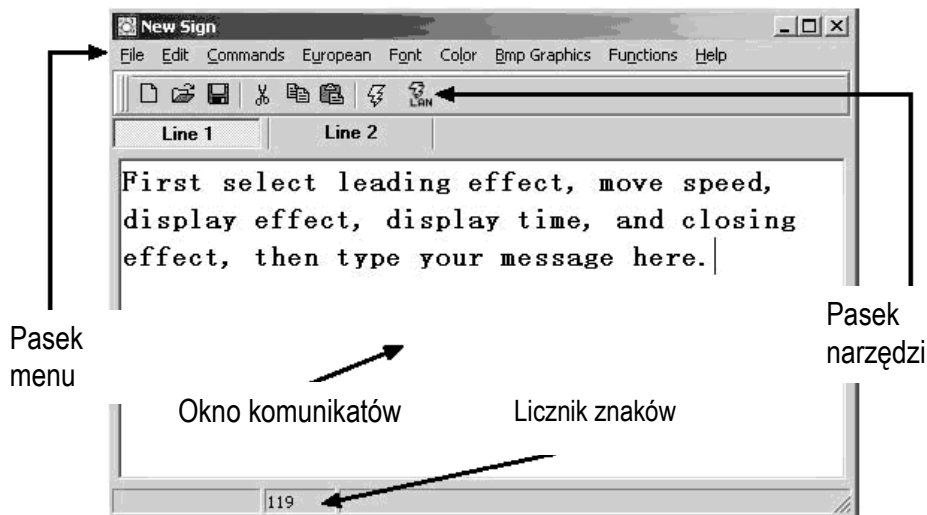 New Sign
File Edit Commands European Font Color Bmp Graphics Functions Help
LAN
Line 1 Line 2
First select leading effect, move speed,
display effect, display time, and closing
effect, then type your message here.
Pasek
menu
Pasek
narzędzi
Okno komunikatów
Licznik znaków
119